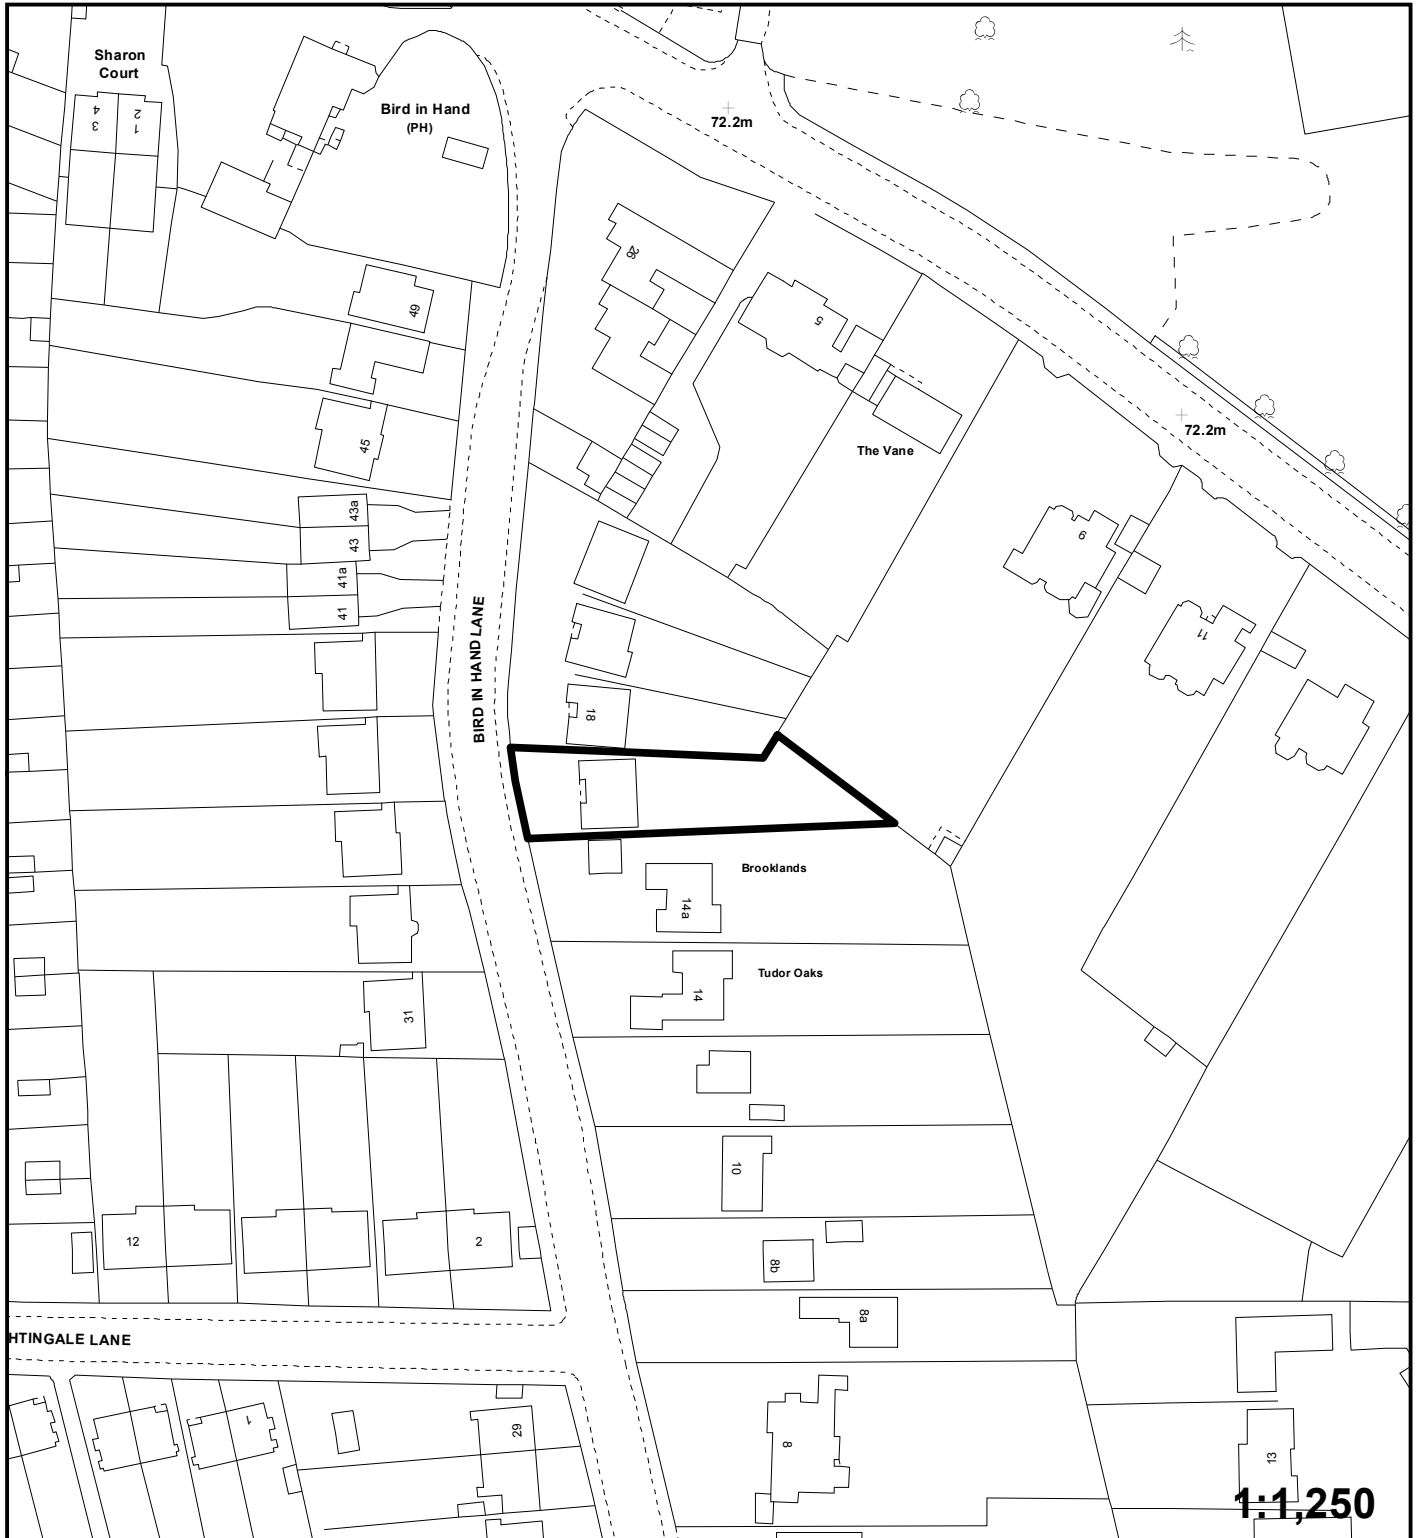 Sharon
Court
4
3
2
1
Bird in Hand
(PH)
72.2m
26
49
5
45
The Vane
72.2m
43a
43
9
41a
41
11
BIRD IN HAND LANE
18
Brooklands
14a
Tudor Oaks
14
31
10
12
2
8b
8a
HTINGALE LANE
1
29
8
13
1:1,250